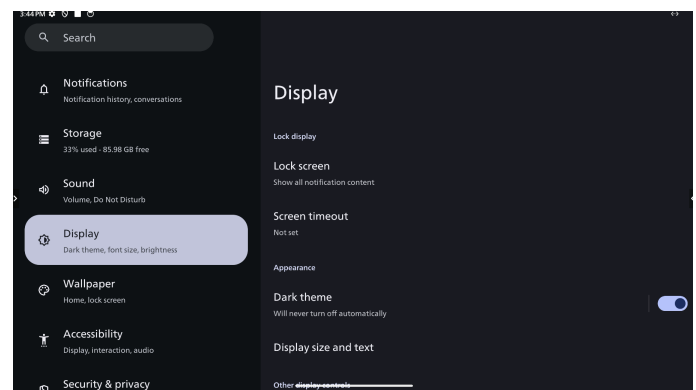 3:44 PM
Search
Notifications
Notification history, conversations
Storage
33% used - 85.98 GB free
Sound
Volume, Do Not Disturb
Display
Dark theme, font size, brightness
Wallpaper
Home, lock screen
Accessibility
Display, interaction, audio
Security & privacy
Display
Lock display
Lock screen
Show all notification content
Screen timeout
Not set
Appearance
Dark theme
Will never turn off automatically
Display size and text
Other display controls